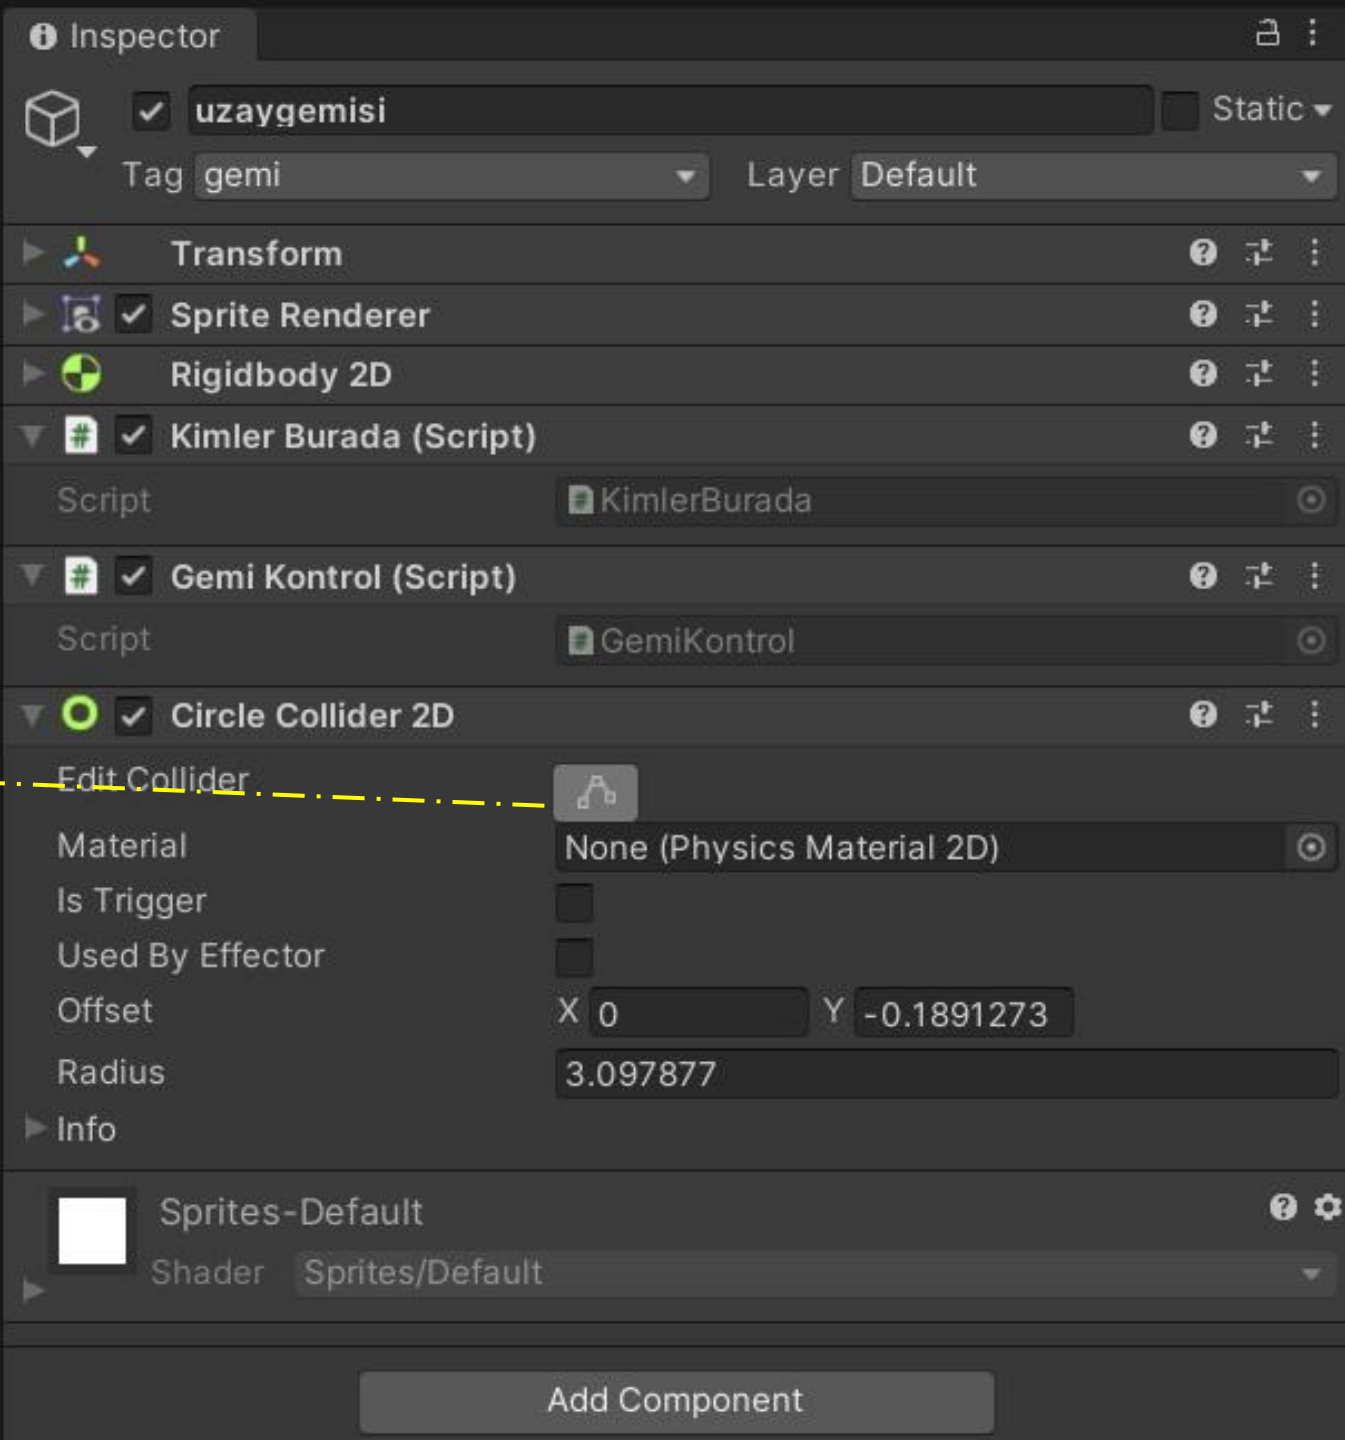 Inspector
uzaygemisi Static
Tag gemi Layer Default
Transform
Sprite Renderer
Rigidbody 2D
Kimler Burada (Script)
Script KimlerBurada
Gemi Kontrol (Script)
Script GemiKontrol
Circle Collider 2D
Edit Collider
Material None (Physics Material 2D)
Is Trigger
Used By Effector
Offset X 0 Y -0.1891273
Radius 3.097877
Info
Sprites-Default
Shader Sprites/Default
Add Component